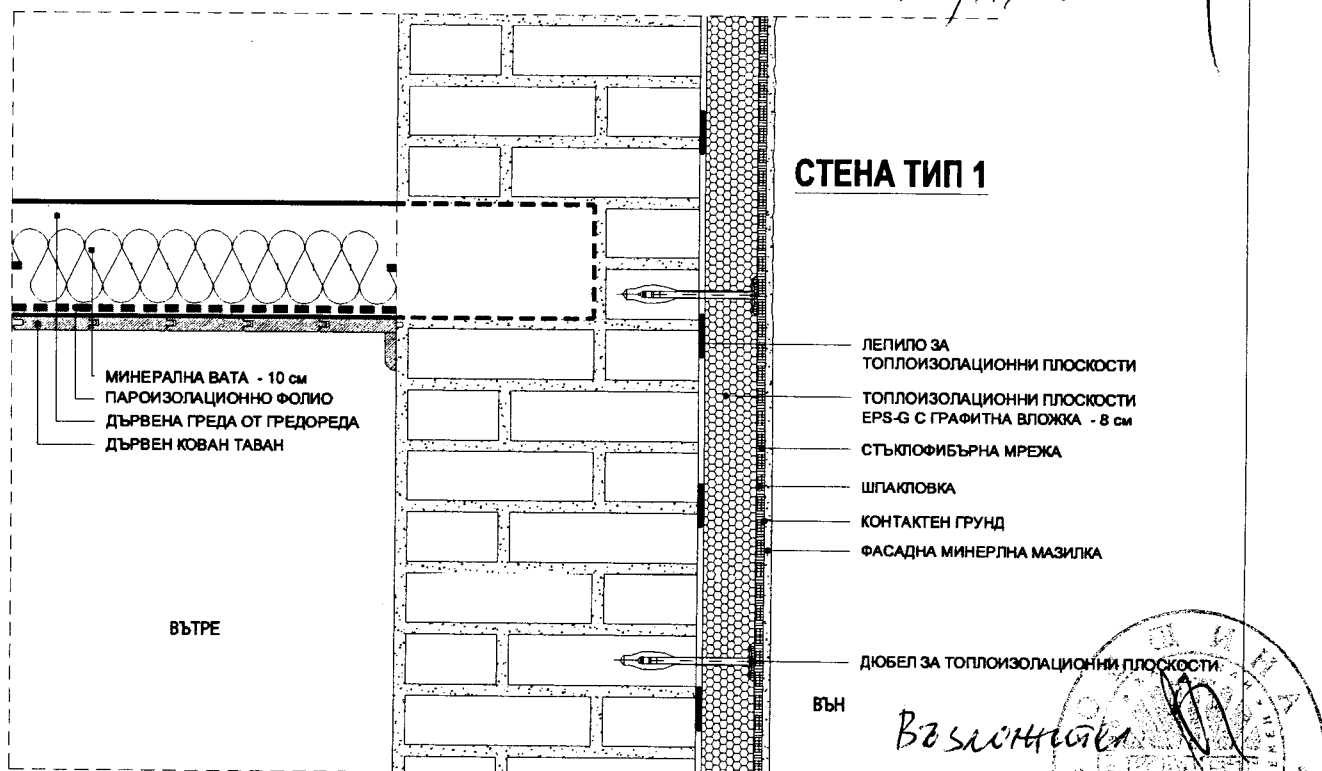 СТЕНА ТИП 1
МИНЕРАЛНА ВАТА - 10 см
ПАРОИЗОЛАЦИОННО ФОЛИО
ДЪРВЕНА ГРЕДА ОТ ГРЕДОРЕДА
ДЪРВЕН КОВАН ТАВАН
ЛЕПИЛО ЗА
ТОПЛОИЗОЛАЦИОННИ ПЛОСКОСТИ
ТОПЛОИЗОЛАЦИОННИ ПЛОСКОСТИ
EPS-G С ГРАФИТНА ВЛОЖКА - 8 см
СТЪКЛОФИБЪРНА МРЕЖА
ШПАКЛОВКА
КОНТАКТЕН ГРУНД
ФАСАДНА МИНЕРЛНА МАЗИЛКА
ВЪТРЕ
ДЮБЕЛ ЗА ТОПЛОИЗОЛАЦИОННИ ПЛОСКОСТИ
ВЪН
Възложител